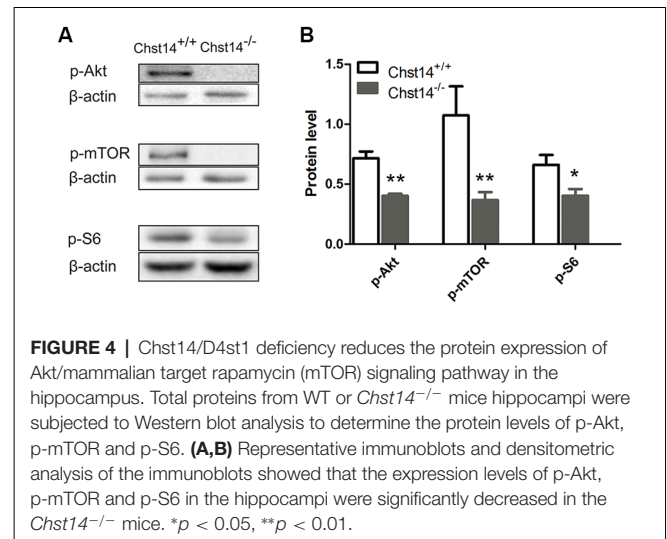 A
Chst14+/+ Chst14-/-
p-Akt
β-actin
p-mTOR
β-actin
p-S6
β-actin
B
Chst14+/+
Chst14-/-
Protein level
1.5
1.0
0.5
0.0
** ** *
p-Akt p-mTOR p-S6
FIGURE 4 | Chst14/D4st1 deficiency reduces the protein expression of
Akt/mammalian target rapamycin (mTOR) signaling pathway in the
hippocampus. Total proteins from WT or Chst14−/− mice hippocampi were
subjected to Western blot analysis to determine the protein levels of p-Akt,
p-mTOR and p-S6. (A,B) Representative immunoblots and densitometric
analysis of the immunoblots showed that the expression levels of p-Akt,
p-mTOR and p-S6 in the hippocampi were significantly decreased in the
Chst14−/− mice. *p < 0.05, **p < 0.01.